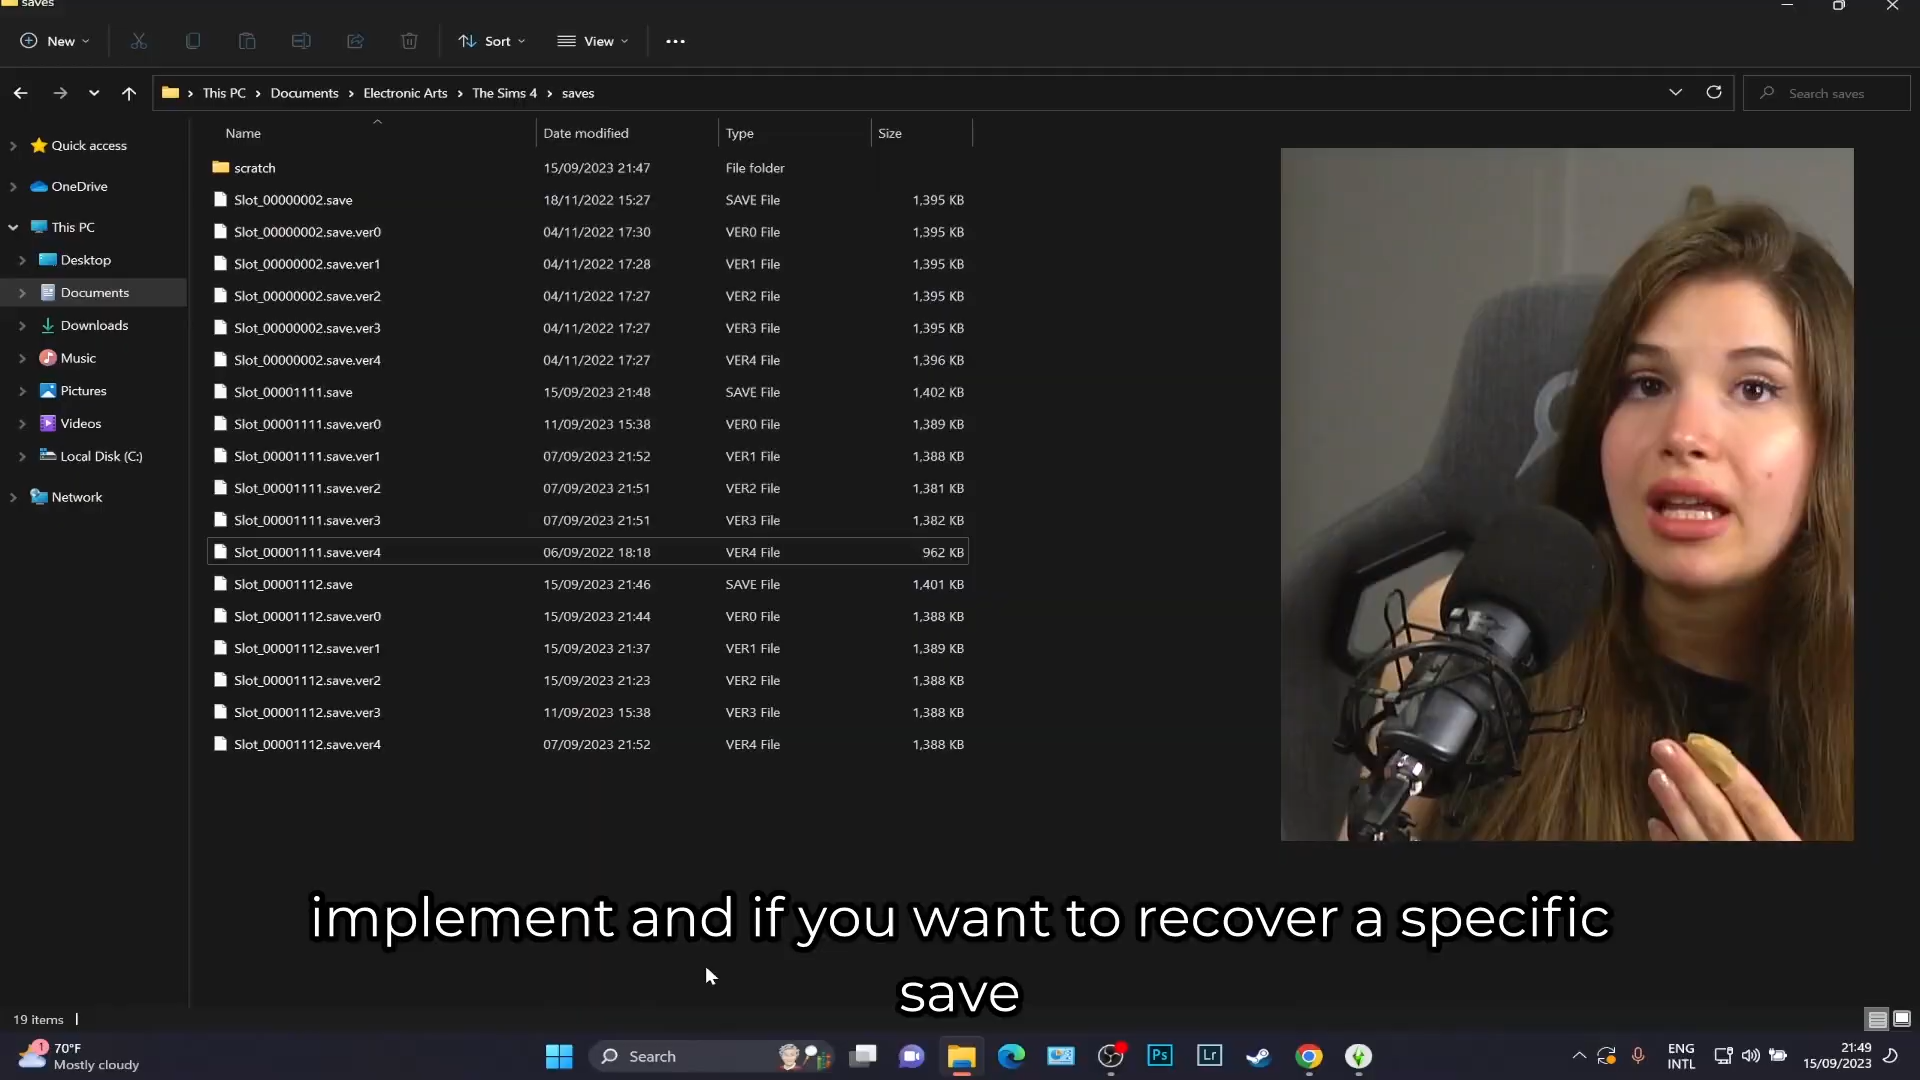 saves
New
Sort
View
This PC > Documents > Electronic Arts > The Sims 4 > saves
Search saves
Name Date modified Type Size
Quick access
OneDrive
This PC
Desktop
Documents
Downloads
Music
Pictures
Videos
Local Disk (C:)
Network
scratch 15/09/2023 21:47 File folder
Slot_00000002.save 18/11/2022 15:27 SAVE File 1,395 KB
Slot_00000002.save.ver0 04/11/2022 17:30 VER0 File 1,395 KB
Slot_00000002.save.ver1 04/11/2022 17:28 VER1 File 1,395 KB
Slot_00000002.save.ver2 04/11/2022 17:27 VER2 File 1,395 KB
Slot_00000002.save.ver3 04/11/2022 17:27 VER3 File 1,395 KB
Slot_00000002.save.ver4 04/11/2022 17:27 VER4 File 1,396 KB
Slot_00001111.save 15/09/2023 21:48 SAVE File 1,402 KB
Slot_00001111.save.ver0 11/09/2023 15:38 VER0 File 1,389 KB
Slot_00001111.save.ver1 07/09/2023 21:52 VER1 File 1,388 KB
Slot_00001111.save.ver2 07/09/2023 21:51 VER2 File 1,381 KB
Slot_00001111.save.ver3 07/09/2023 21:51 VER3 File 1,382 KB
Slot_00001111.save.ver4 06/09/2022 18:18 VER4 File 962 KB
Slot_00001112.save 15/09/2023 21:46 SAVE File 1,401 KB
Slot_00001112.save.ver0 15/09/2023 21:44 VER0 File 1,388 KB
Slot_00001112.save.ver1 15/09/2023 21:37 VER1 File 1,389 KB
Slot_00001112.save.ver2 15/09/2023 21:23 VER2 File 1,388 KB
Slot_00001112.save.ver3 11/09/2023 15:38 VER3 File 1,388 KB
Slot_00001112.save.ver4 07/09/2023 21:52 VER4 File 1,388 KB
implement and if you want to recover a specific
save
19 items
1
70°F
Mostly cloudy
Search
Ps
Lr
ENG
INTL
21:49
15/09/2023